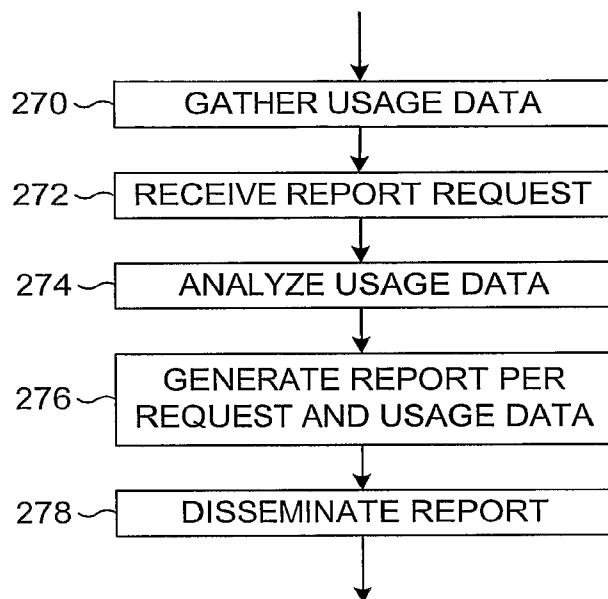 270 GATHER USAGE DATA
272 RECEIVE REPORT REQUEST
274 ANALYZE USAGE DATA
276 GENERATE REPORT PER
REQUEST AND USAGE DATA
278 DISSEMINATE REPORT